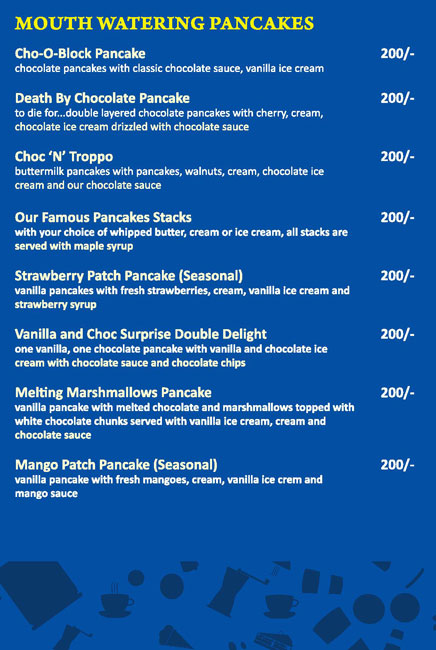 MOUTH WATERING PANCAKES
Cho-O-Block Pancake 200/-
chocolate pancakes with classic chocolate sauce, vanilla ice cream
Death By Chocolate Pancake 200/-
to die for...double layered chocolate pancakes with cherry, cream,
chocolate ice cream drizzled with chocolate sauce
Choc ‘N’ Troppo 200/-
buttermilk pancakes with pancakes, walnuts, cream, chocolate ice
cream and our chocolate sauce
Our Famous Pancakes Stacks 200/-
with your choice of whipped butter, cream or ice cream, all stacks are
served with maple syrup
Strawberry Patch Pancake (Seasonal) 200/-
vanilla pancakes with fresh strawberries, cream, vanilla ice cream and
strawberry syrup
Vanilla and Choc Surprise Double Delight 200/-
one vanilla, one chocolate pancake with vanilla and chocolate ice
cream with chocolate sauce and chocolate chips
Melting Marshmallows Pancake 200/-
vanilla pancake with melted chocolate and marshmallows topped with
white chocolate chunks served with vanilla ice cream, cream and
chocolate sauce
Mango Patch Pancake (Seasonal) 200/-
vanilla pancake with fresh mangoes, cream, vanilla ice crem and
mango sauce